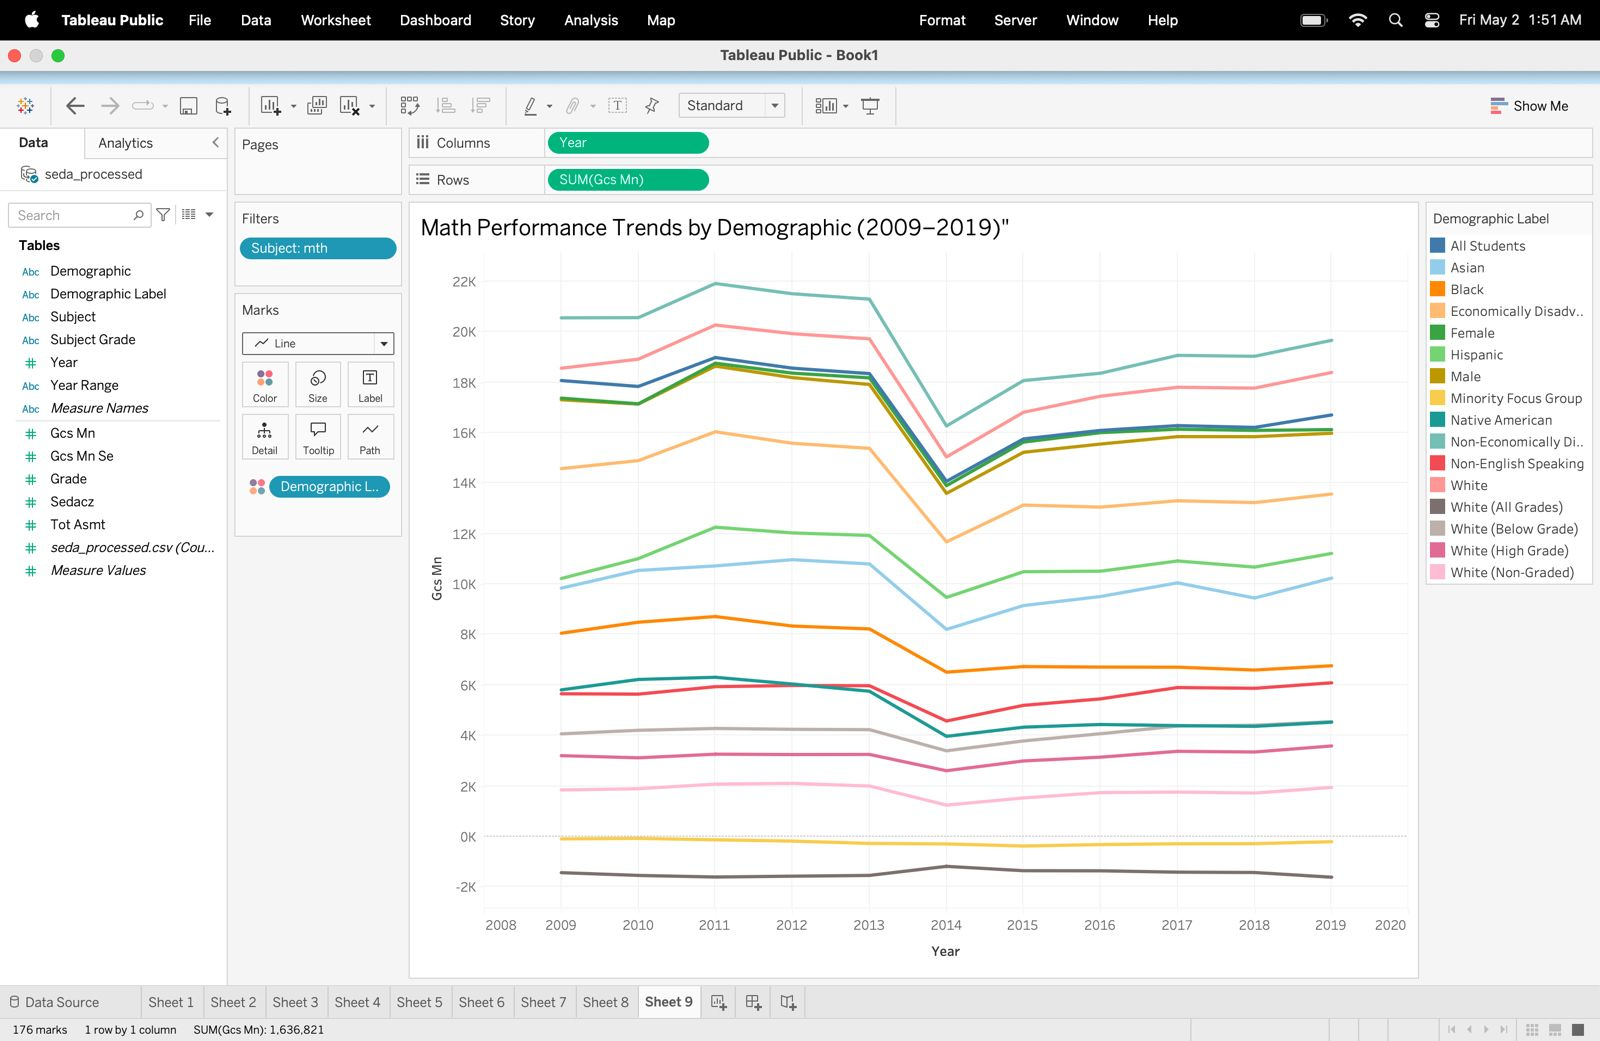 Tableau Public File Data Worksheet Dashboard Story Analysis Map Format Server Window Help Fri May 2 1:51 AM
Tableau Public - Book1
Standard
Show Me
Data Analytics
seda_processed
Search
Tables
Abc Demographic
Abc Demographic Label
Abc Subject
Abc Subject Grade
# Year
Abc Year Range
Abc Measure Names
# Gcs Mn
# Gcs Mn Se
# Grade
# Sedacz
# Tot Asmt
# seda_processed.csv (Cou...
# Measure Values
Pages
Filters
Subject: mth
Marks
Line
Color Size Label
Detail Tooltip Path
Demographic L..
Columns Year
Rows SUM(Gcs Mn)
Math Performance Trends by Demographic (2009–2019)"
22K
20K
18K
16K
14K
12K
10K
8K
6K
4K
2K
0K
-2K
Gcs Mn
2008 2009 2010 2011 2012 2013 2014 2015 2016 2017 2018 2019 2020
Year
Demographic Label
All Students
Asian
Black
Economically Disadv..
Female
Hispanic
Male
Minority Focus Group
Native American
Non-Economically Di..
Non-English Speaking
White
White (All Grades)
White (Below Grade)
White (High Grade)
White (Non-Graded)
Data Source Sheet 1 Sheet 2 Sheet 3 Sheet 4 Sheet 5 Sheet 6 Sheet 7 Sheet 8 Sheet 9
176 marks 1 row by 1 column SUM(Gcs Mn): 1,636,821